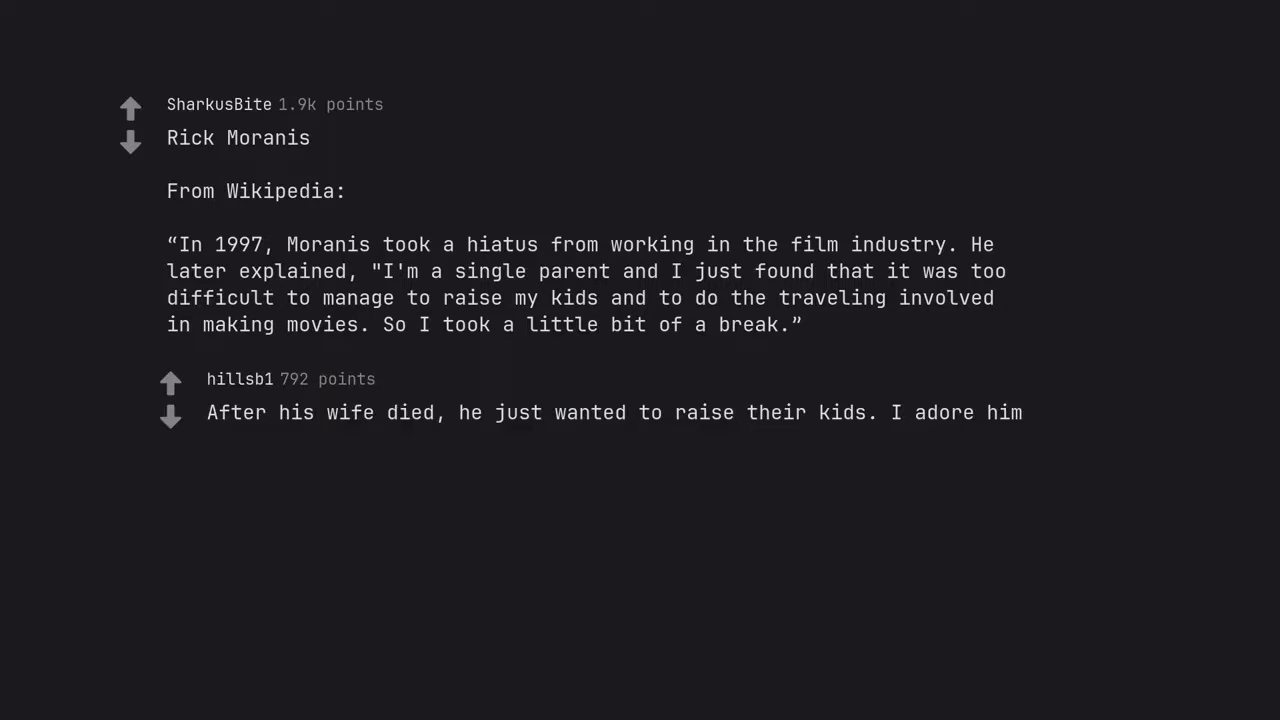 SharkusBite 1.9k points
Rick Moranis
From Wikipedia:
“In 1997, Moranis took a hiatus from working in the film industry. He
later explained, "I'm a single parent and I just found that it was too
difficult to manage to raise my kids and to do the traveling involved
in making movies. So I took a little bit of a break.”
hillsb1 792 points
After his wife died, he just wanted to raise their kids. I adore him